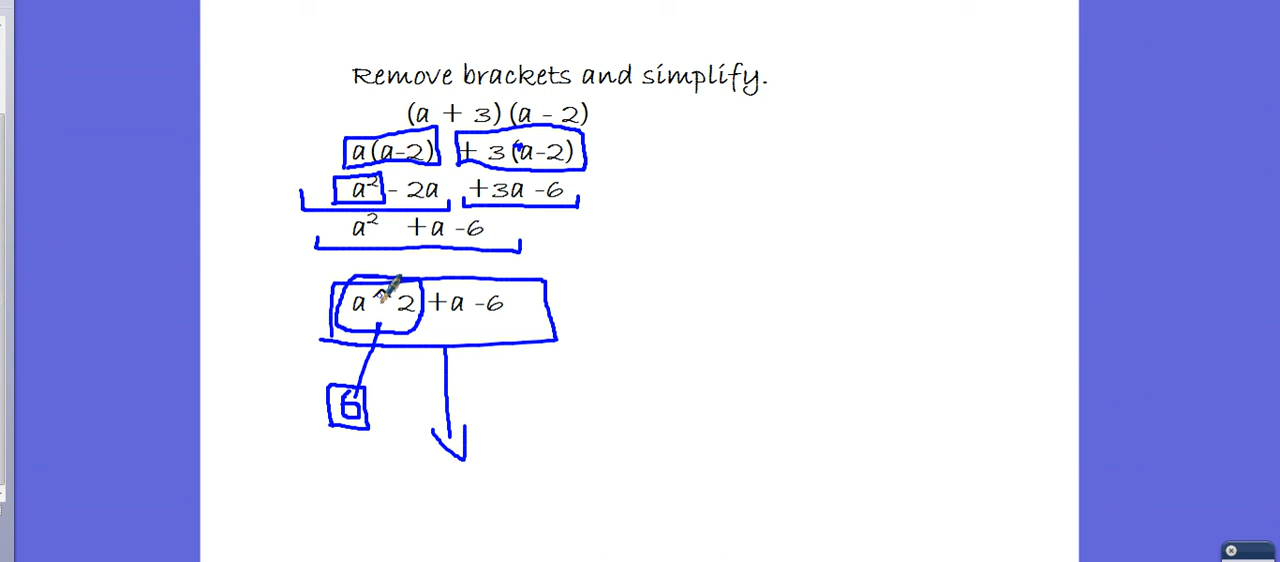 Remove brackets and simplify.
(a + 3)(a - 2)
a(a-2) + 3(a-2)
a² - 2a +3a -6
a² +a -6
a ^ 2 +a -6
6